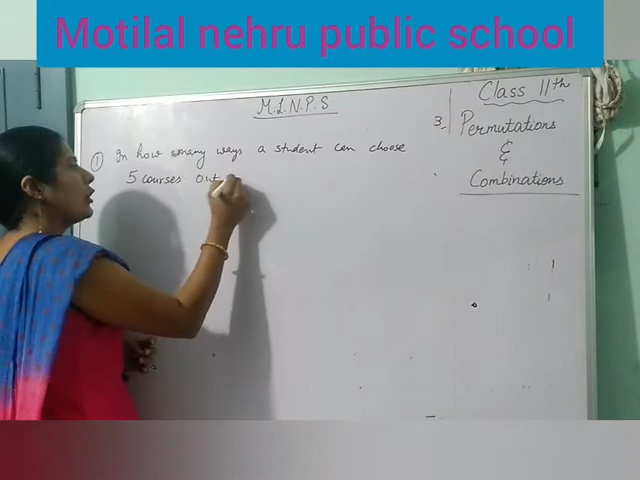 Motilal nehru public school
M.L.N.P.S
Class 11th
3.
Permutations
&
Combinations
① In how many ways a student can choose
5 courses out